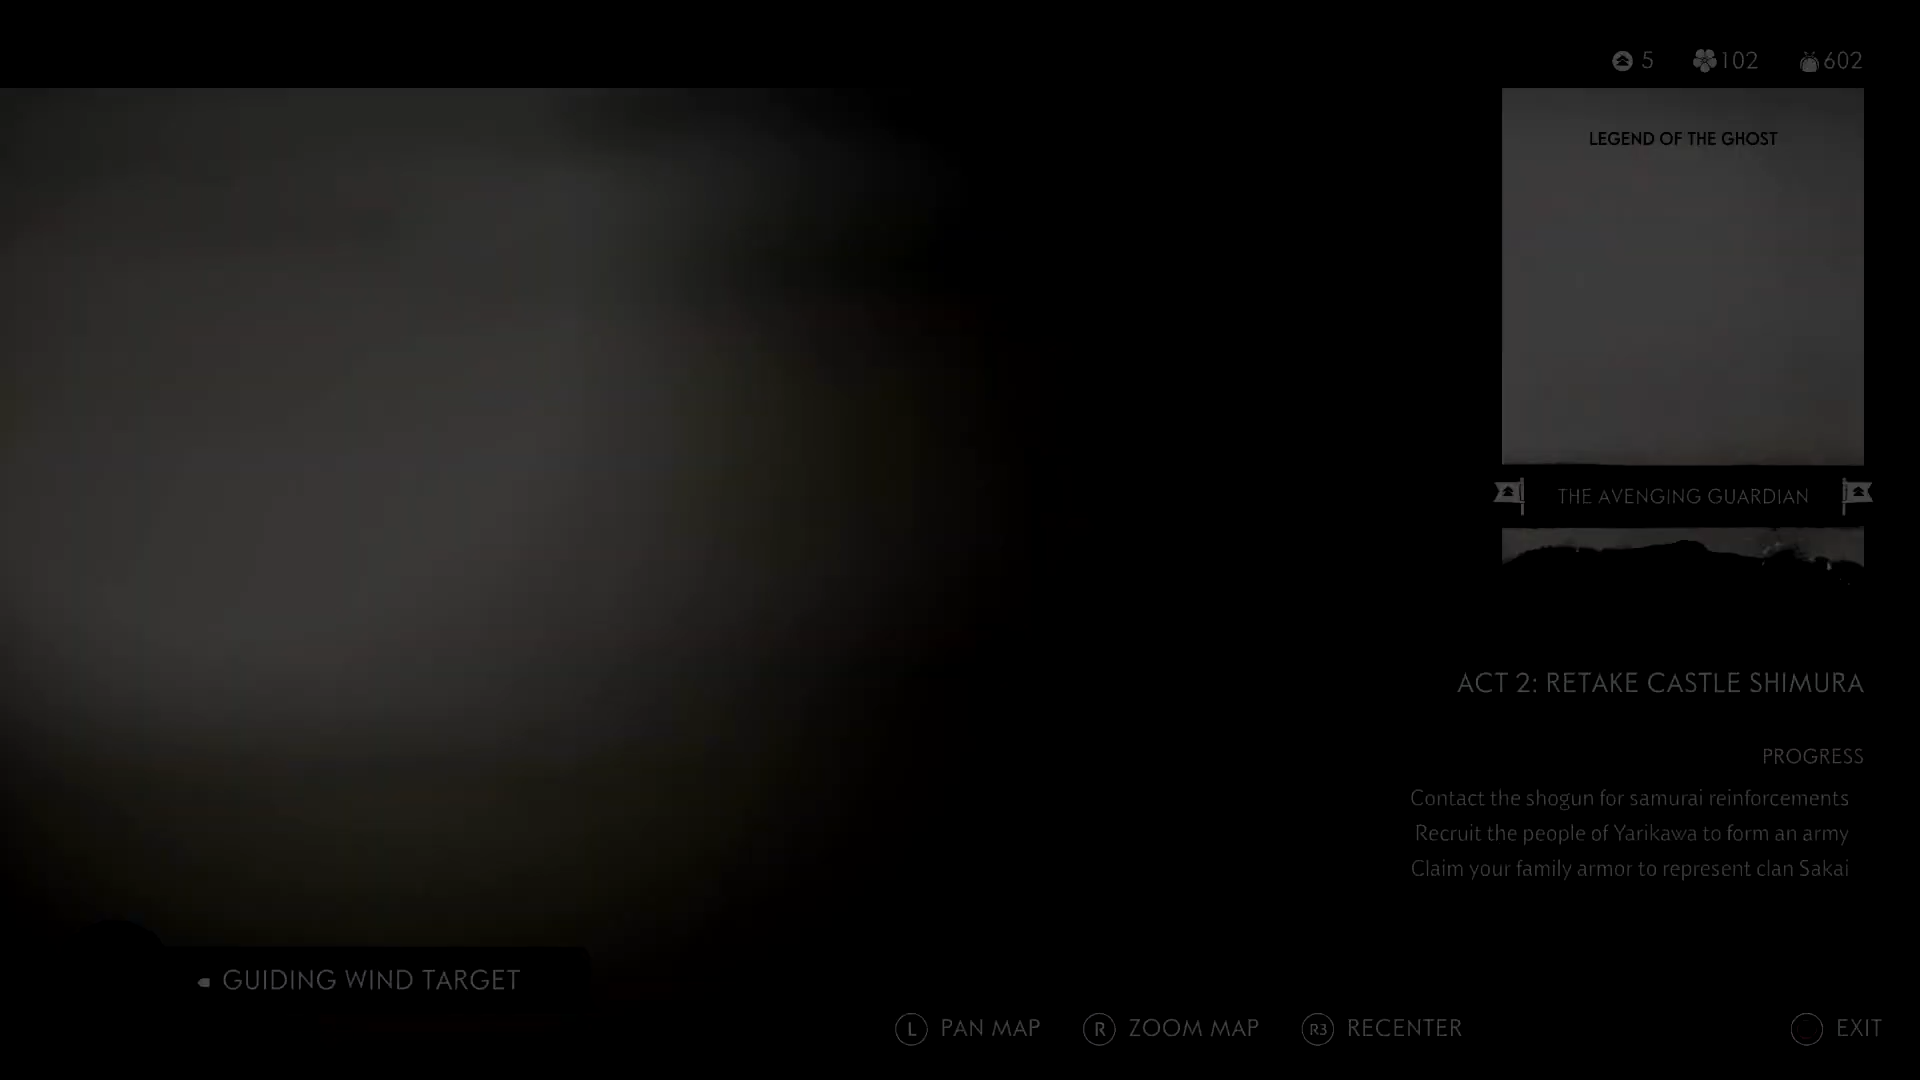 5 102 602
LEGEND OF THE GHOST
THE AVENGING GUARDIAN
ACT 2: RETAKE CASTLE SHIMURA
PROGRESS
Contact the shogun for samurai reinforcements
Recruit the people of Yarikawa to form an army
Claim your family armor to represent clan Sakai
GUIDING WIND TARGET
L PAN MAP R ZOOM MAP R3 RECENTER EXIT